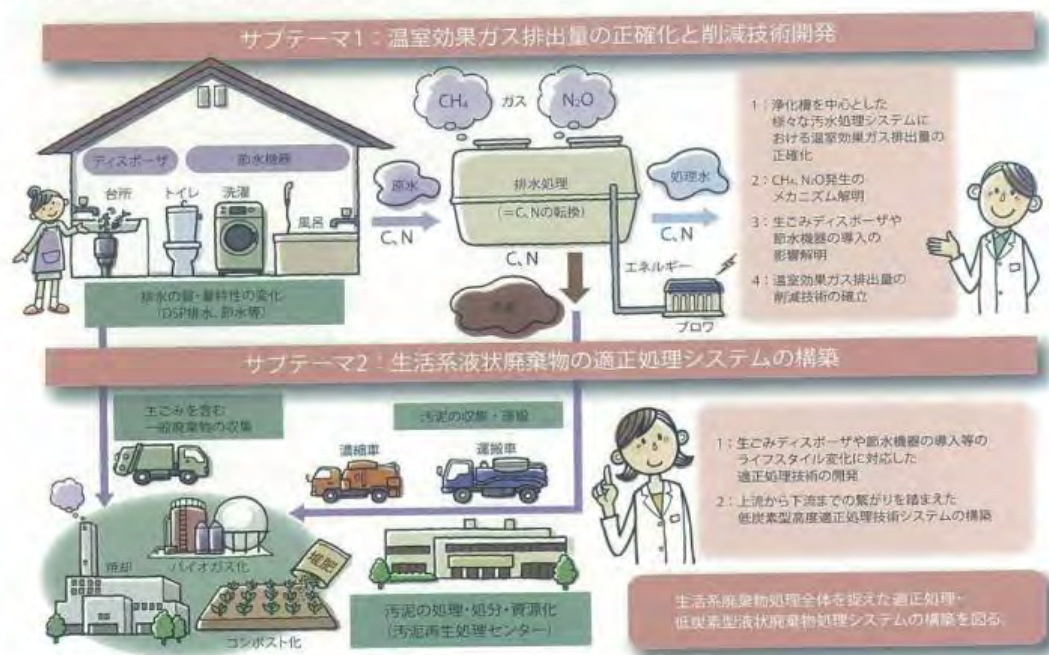 サブテーマ1：温室効果ガス排出量の正確化と削減技術開発
CH₄
ガス
N₂O
ディスポーザ
節水機器
台所
トイレ
洗濯
風呂
原水
C、N
排水処理
(＝C、Nの転換)
処理水
C、N
C、N
汚泥
エネルギー
ブロワ
排水の質・量特性の変化
(DSP排水、節水等)
1：浄化槽を中心とした
様々な汚水処理システムに
おける温室効果ガス排出量の
正確化
2：CH₄、N₂O発生の
メカニズム解明
3：生ごみディスポーザや
節水機器の導入の
影響解明
4：温室効果ガス排出量の
削減技術の確立
サブテーマ2：生活系液状廃棄物の適正処理システムの構築
生ごみを含む
一般廃棄物の収集
汚泥の収集・運搬
濃縮車
運搬車
焼却
バイオガス化
堆肥
コンポスト化
汚泥の処理・処分・資源化
(汚泥再生処理センター)
1：生ごみディスポーザや節水機器の導入等の
ライフスタイル変化に対応した
適正処理技術の開発
2：上流から下流までの繋がりを踏まえた
低炭素型高度適正処理技術システムの構築
生活系廃棄物処理全体を捉えた適正処理・
低炭素型液状廃棄物処理システムの構築を図る。